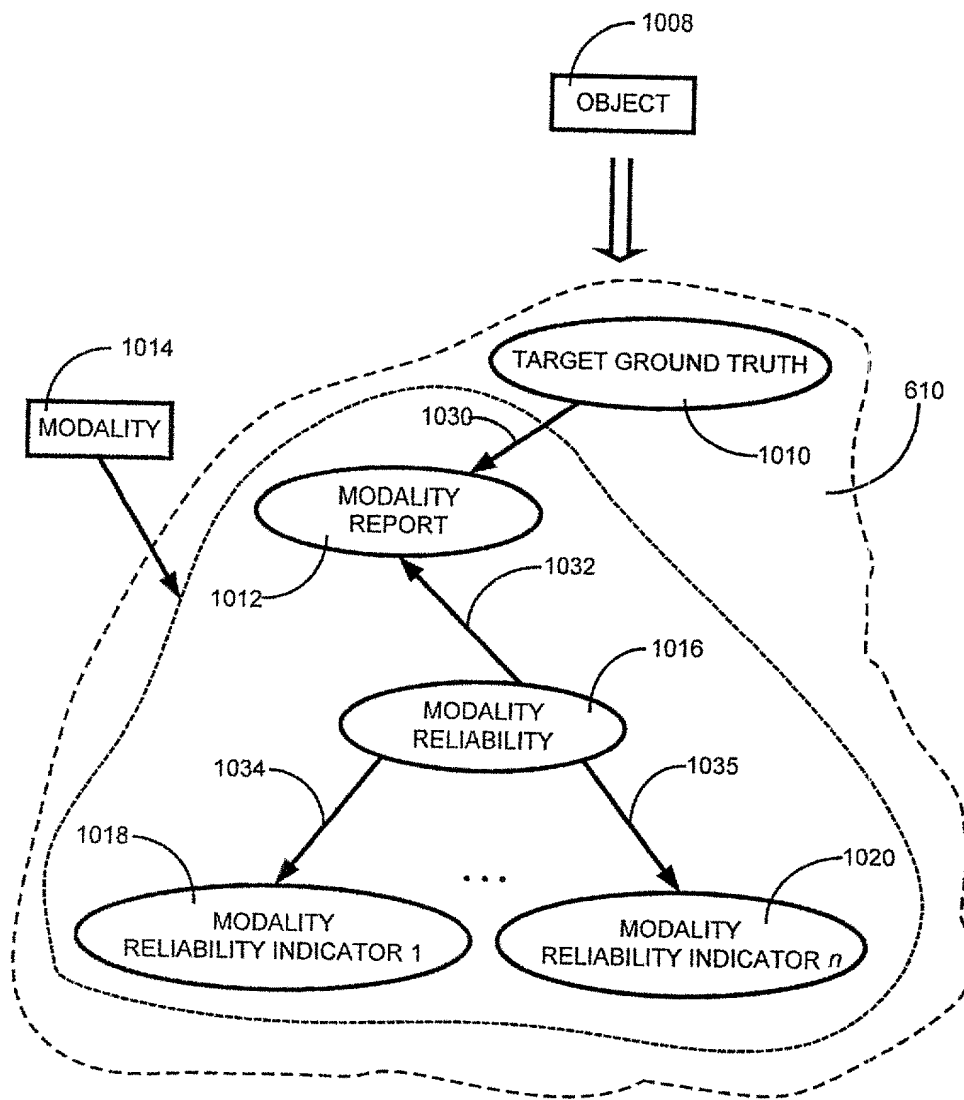 1008
OBJECT
1014
MODALITY
TARGET GROUND TRUTH
610
1030
1010
MODALITY
REPORT
1012
1032
1016
MODALITY
RELIABILITY
1034
1035
1018
1020
...
MODALITY
RELIABILITY INDICATOR 1
MODALITY
RELIABILITY INDICATOR n